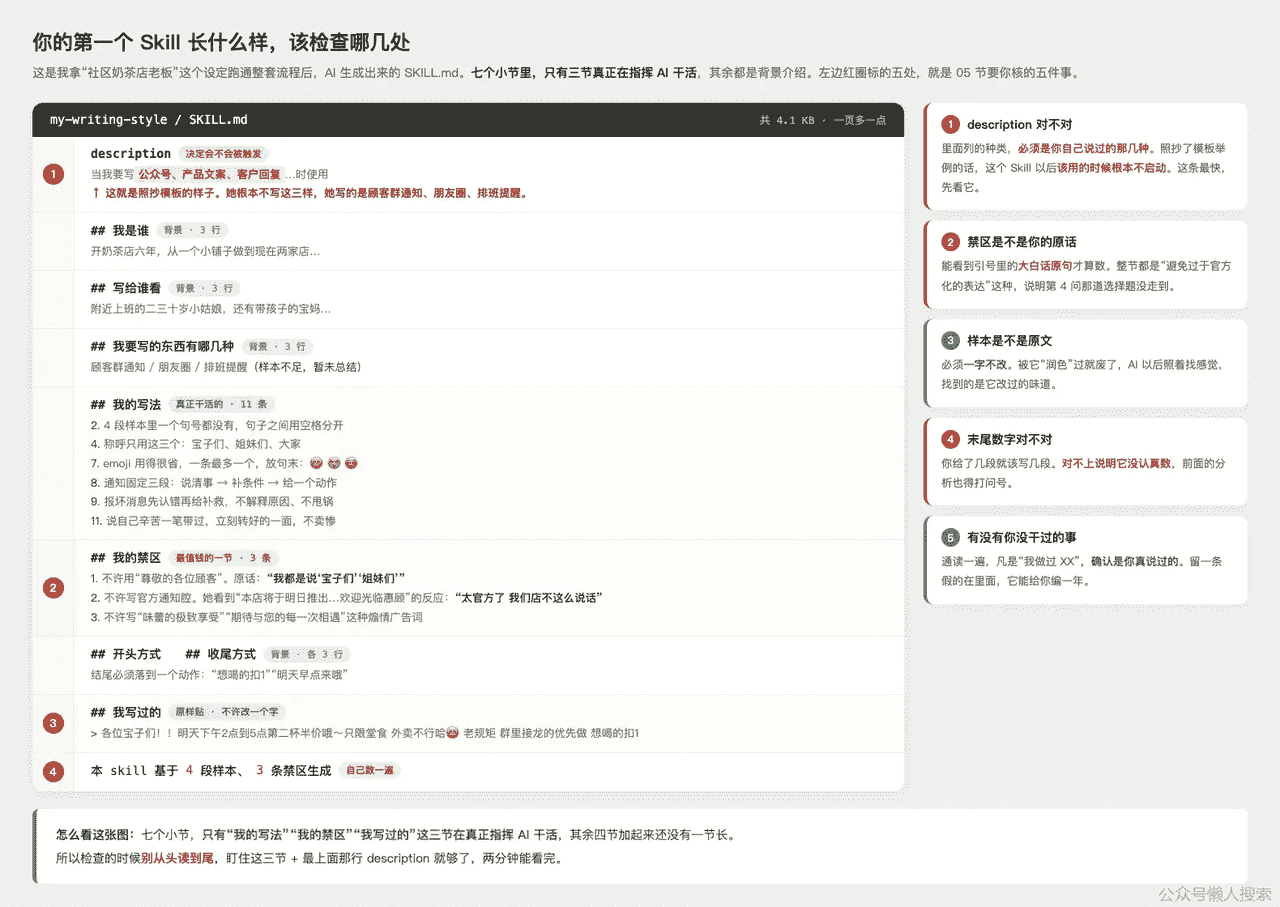 你的第一个 Skill 长什么样，该检查哪几处
这是我拿“社区奶茶店老板”这个设定跑通整套流程后，AI 生成出来的 SKILL.md。七个小节里，只有三节真正在指挥 AI 干活，其余都是背景介绍。左边红圈标的五处，就是 05 节要你核的五件事。
my-writing-style / SKILL.md
共 4.1 KB · 一页多一点
1
description 决定会不会被触发
当我要写 公众号、产品文案、客户回复 …时使用
↑ 这就是照抄模板的样子。她根本不写这三样，她写的是顾客群通知、朋友圈、排班提醒。
## 我是谁 背景 · 3 行
开奶茶店六年，从一个小铺子做到现在两家店…
## 写给谁看 背景 · 3 行
附近上班的二三十岁小姑娘，还有带孩子的宝妈…
## 我要写的东西有哪几种 背景 · 3 行
顾客群通知 / 朋友圈 / 排班提醒（样本不足，暂未总结）
## 我的写法 真正干活的 · 11 条
2. 4 段样本里一个句号都没有，句子之间用空格分开
4. 称呼只用这三个：宝子们、姐妹们、大家
7. emoji 用得很省，一条最多一个，放句末：
8. 通知固定三段：说清事 → 补条件 → 给一个动作
9. 报坏消息先认错再给补救，不解释原因、不甩锅
11. 说自己辛苦一笔带过，立刻转好的一面，不卖惨
2
## 我的禁区 最值钱的一节 · 3 条
1. 不许用“尊敬的各位顾客”。原话：“我都是说‘宝子们’‘姐妹们’”
2. 不许写官方通知腔。她看到“本店将于明日推出…欢迎光临惠顾”的反应：“太官方了 我们店不这么说话”
3. 不许写“味蕾的极致享受”“期待与您的每一次相遇”这种煽情广告词
## 开头方式 ## 收尾方式 背景 · 各 3 行
结尾必须落到一个动作：“想喝的扣1”“明天早点来哦”
3
## 我写过的 原样贴 · 不许改一个字
> 各位宝子们！！明天下午2点到5点第二杯半价哦～只限堂食 外卖不行哈 老规矩 群里接龙的优先做 想喝的扣1
4
本 skill 基于 4 段样本、 3 条禁区生成 自己数一遍
1 description 对不对
里面列的种类，必须是你自己说过的那几种。照抄了模板举
例的话，这个 Skill 以后该用的时候根本不启动。这条最快，
先看它。
2 禁区是不是你的原话
能看到引号里的大白话原句才算数。整节都是“避免过于官方
化的表达”这种，说明第 4 问那道选择题没走到。
3 样本是不是原文
必须一字不改。被它“润色”过就废了，AI 以后照着找感觉，
找到的是它改过的味道。
4 末尾数字对不对
你给了几段就该写几段。对不上说明它没认真数，前面的分
析也得打问号。
5 有没有你没干过的事
通读一遍，凡是“我做过 XX”，确认是你真说过的。留一条
假的在里面，它能给你编一年。
怎么看这张图：七个小节，只有“我的写法”“我的禁区”“我写过的”这三节在真正指挥 AI 干活，其余四节加起来还没有一节长。
所以检查的时候别从头读到尾，盯住这三节 + 最上面那行 description 就够了，两分钟能看完。
公众号懒人搜索